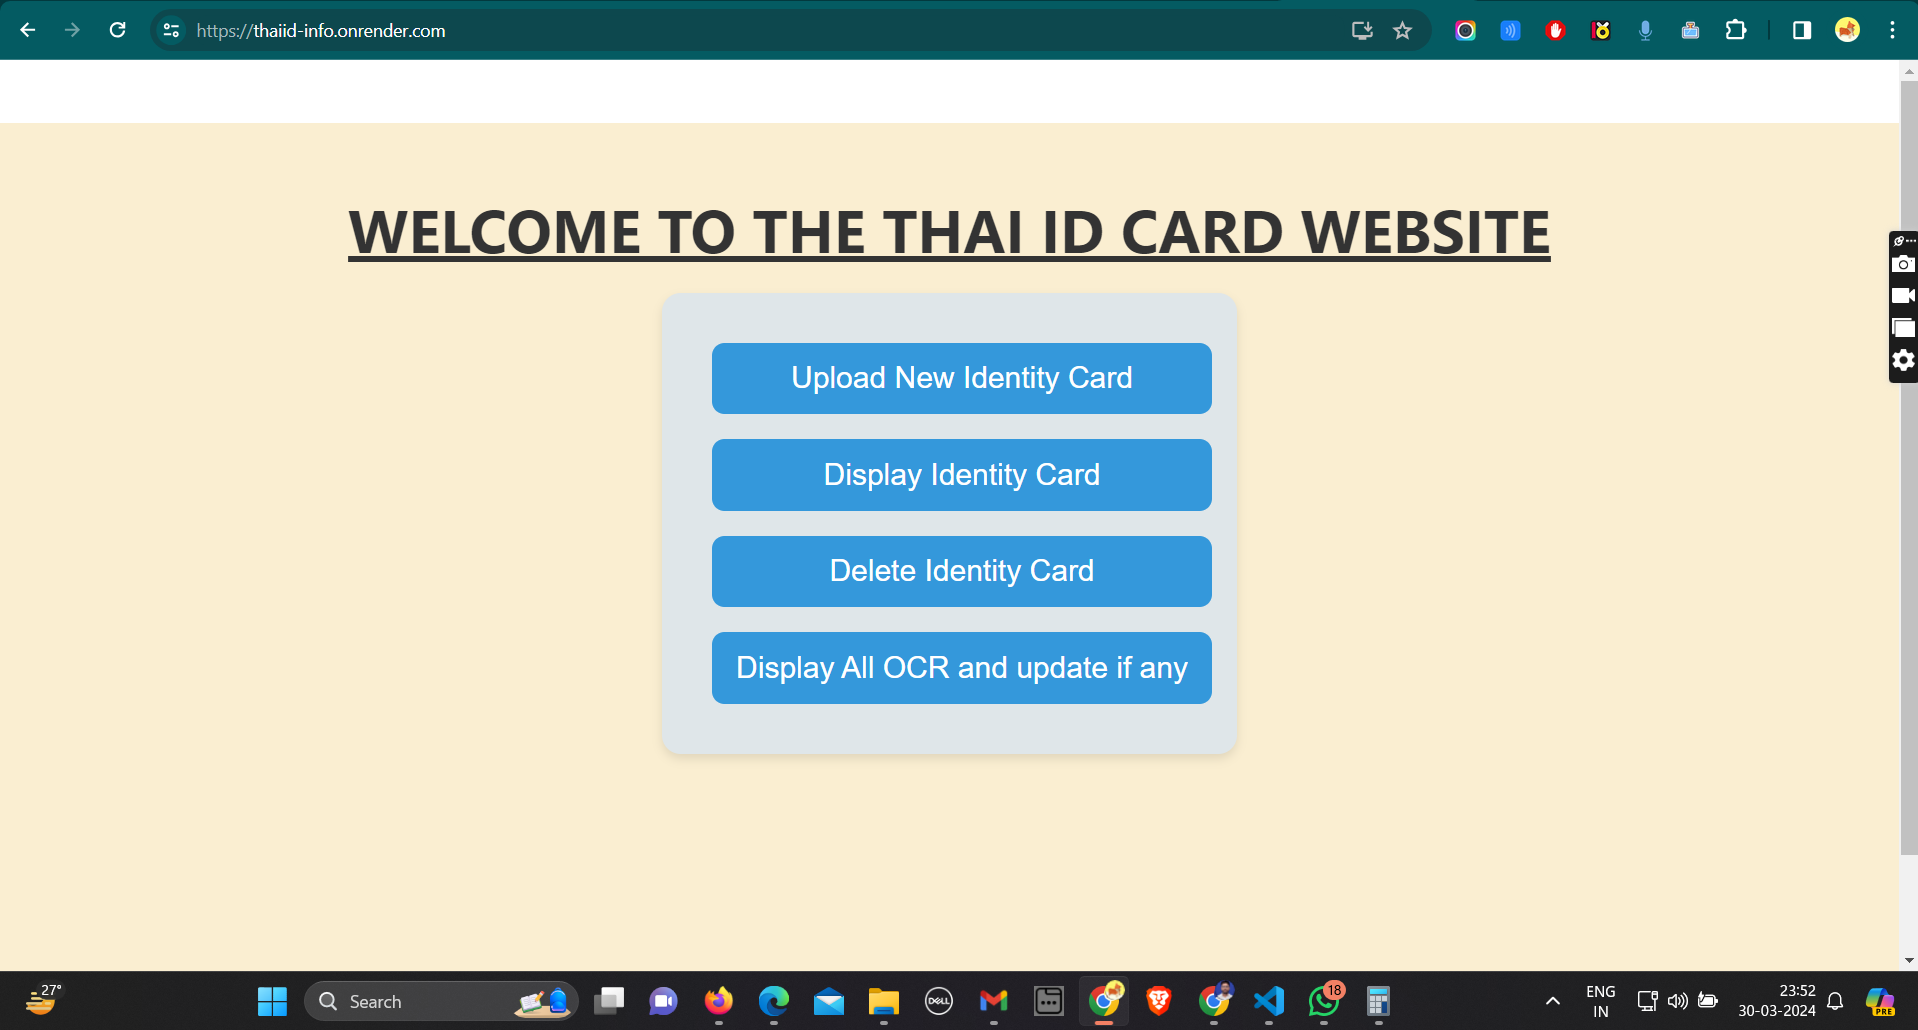 https://thaiid-info.onrender.com
WELCOME TO THE THAI ID CARD WEBSITE
Upload New Identity Card
Display Identity Card
Delete Identity Card
Display All OCR and update if any
27°
Search
DELL
18
ENG
IN
23:52
30-03-2024
PRE